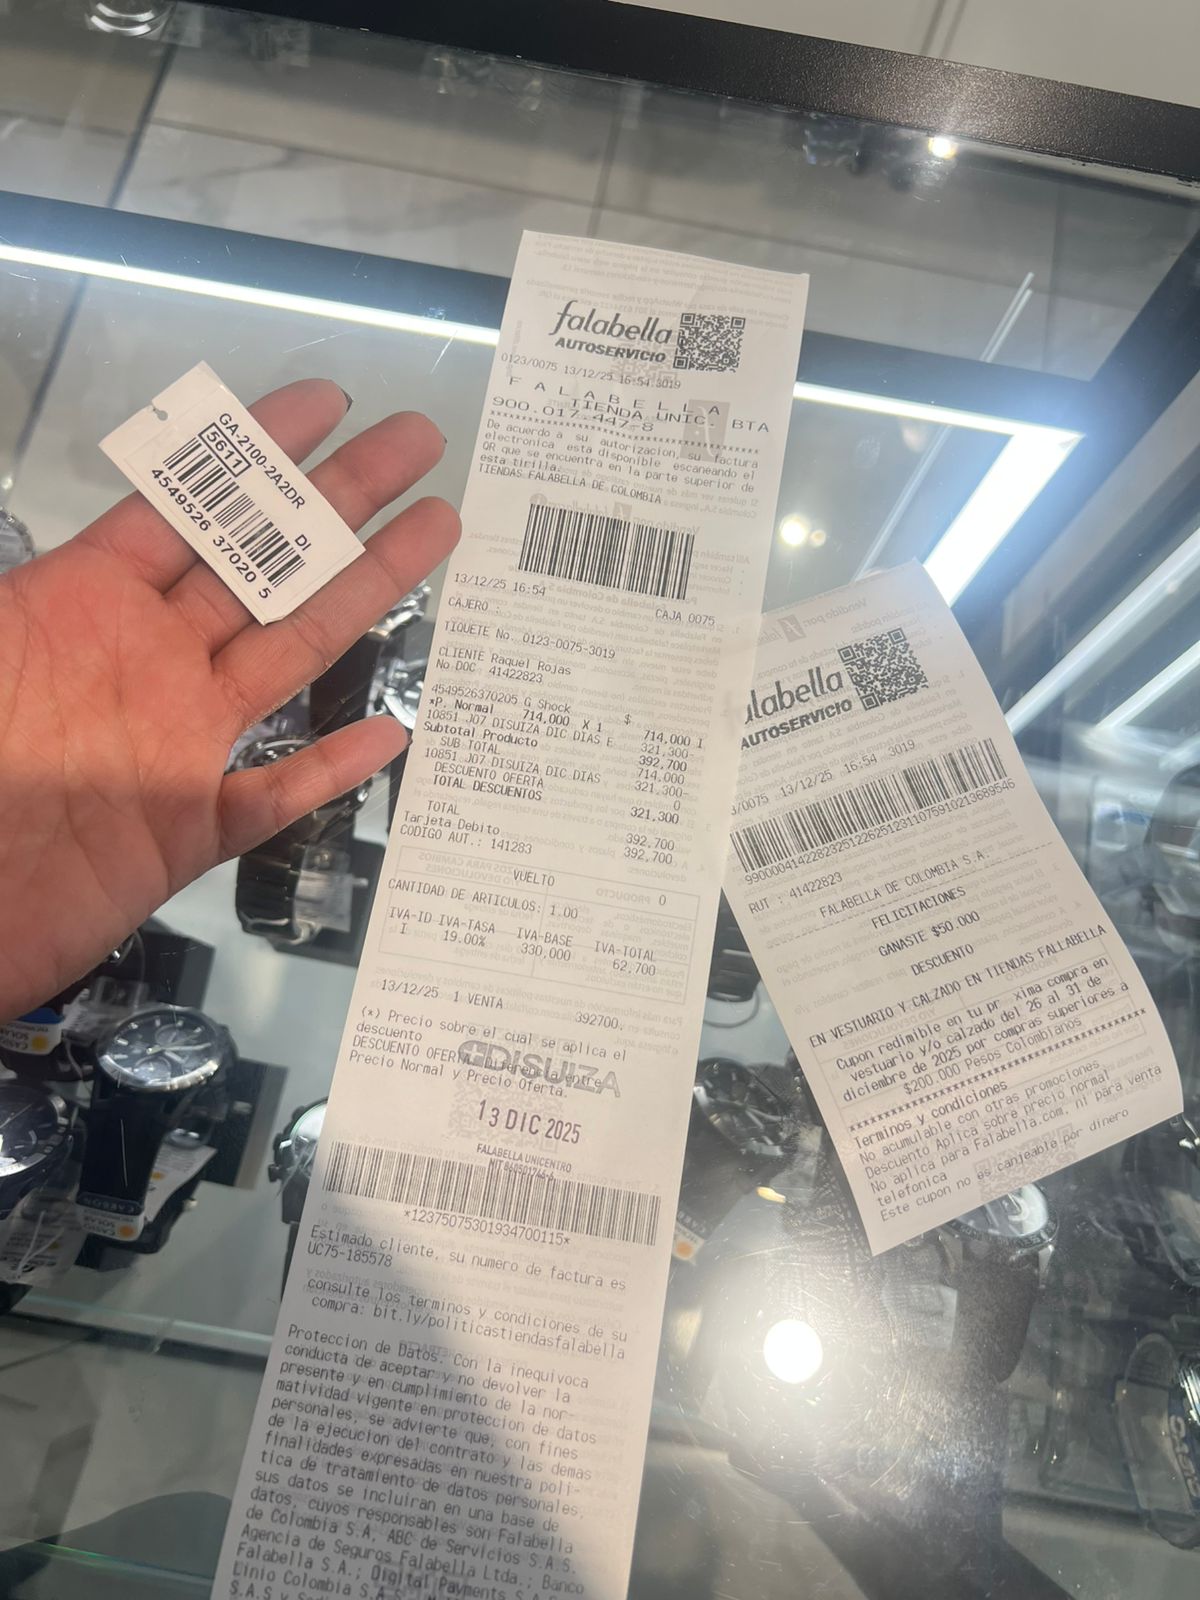 GA-2100-2A2DR
5611
DI
4549526 37020 5
falabella
AUTOSERVICIO
0123/0075 13/12/25 16:54 3019
F A L A B E L L A
TIENDA UNIC. BTA
900.017.447-8
De acuerdo a su autorizacion, su factura
electronica esta disponible escaneando el
QR que se encuentra en la parte superior de
esta tirilla.
TIENDAS FALABELLA DE COLOMBIA
13/12/25 16:54 CAJA 0075
CAJERO :
TIQUETE No. 0123-0075-3019
CLIENTE Raquel Rojas
No DOC 41422823
4549526370205 G Shock $
*P. Normal 714,000 X 1 714,000 I
10851 J07 DISUIZA DIC DIAS E 321,300-
Subtotal Producto 392,700
SUB TOTAL 714,000
10851 J07 DISUIZA DIC DIAS 321,300-
DESCUENTO OFERTA 0
TOTAL DESCUENTOS 321,300
TOTAL 392,700
Tarjeta Debito 392,700
CODIGO AUT.: 141283
VUELTO 0
CANTIDAD DE ARTICULOS: 1.00
IVA-ID IVA-TASA IVA-BASE IVA-TOTAL
I 19.00% 330,000 62,700
13/12/25 1 VENTA 392700.
(*) Precio sobre el cual se aplica el
descuento
DESCUENTO OFERTA: Diferencia entre
Precio Normal y Precio Oferta.
DISUIZA
13 DIC 2025
FALABELLA UNICENTRO
*12375075301934700115*
Estimado cliente, su numero de factura es
UC75-185578
consulte los terminos y condiciones de su
compra: bit.ly/politicastiendasfalabella
Proteccion de Datos. Con la inequivoca
conducta de aceptar y no devolver la
presente y en cumplimiento de la nor-
matividad vigente en proteccion de datos
personales, se advierte que, con fines
de la ejecucion del contrato y las demas
finalidades expresadas en nuestra poli-
tica de tratamiento de datos personales,
sus datos se incluiran en una base de
datos, cuyos responsables son Falabella
de Colombia S.A, ABC de Servicios S.A.S.
Agencia de Seguros Falabella Ltda.; Banco
Falabella S.A.; Digital Payments S.A.S
Linio Colombia S.A.S
alabella
AUTOSERVICIO
/0075 13/12/25 16:54 3019
RUT : 41422823
FALABELLA DE COLOMBIA S.A.
FELICITACIONES
GANASTE $50.000
DESCUENTO
EN VESTUARIO Y CALZADO EN TIENDAS FALLABELLA
Cupon redimible en tu pr xima compra en
vestuario y/o calzado del 26 al 31 de
diciembre de 2025 por compras superiores a
$200.000 Pesos Colombianos
Terminos y condiciones
No acumulable con otras promociones
Descuento Aplica sobre precio normal
No aplica para Falabella.com, ni para venta
telefonica
Este cupon no es canjeable por dinero